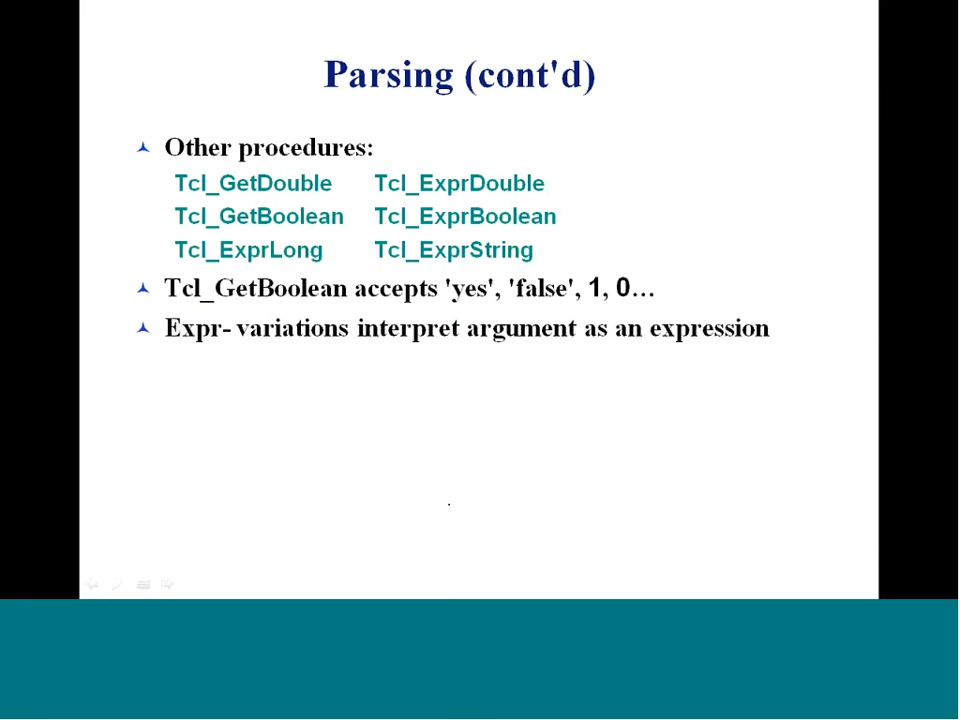 Parsing (cont'd)
Other procedures:
Tcl_GetDouble Tcl_ExprDouble
Tcl_GetBoolean Tcl_ExprBoolean
Tcl_ExprLong Tcl_ExprString
Tcl_GetBoolean accepts 'yes', 'false', 1, 0…
Expr- variations interpret argument as an expression